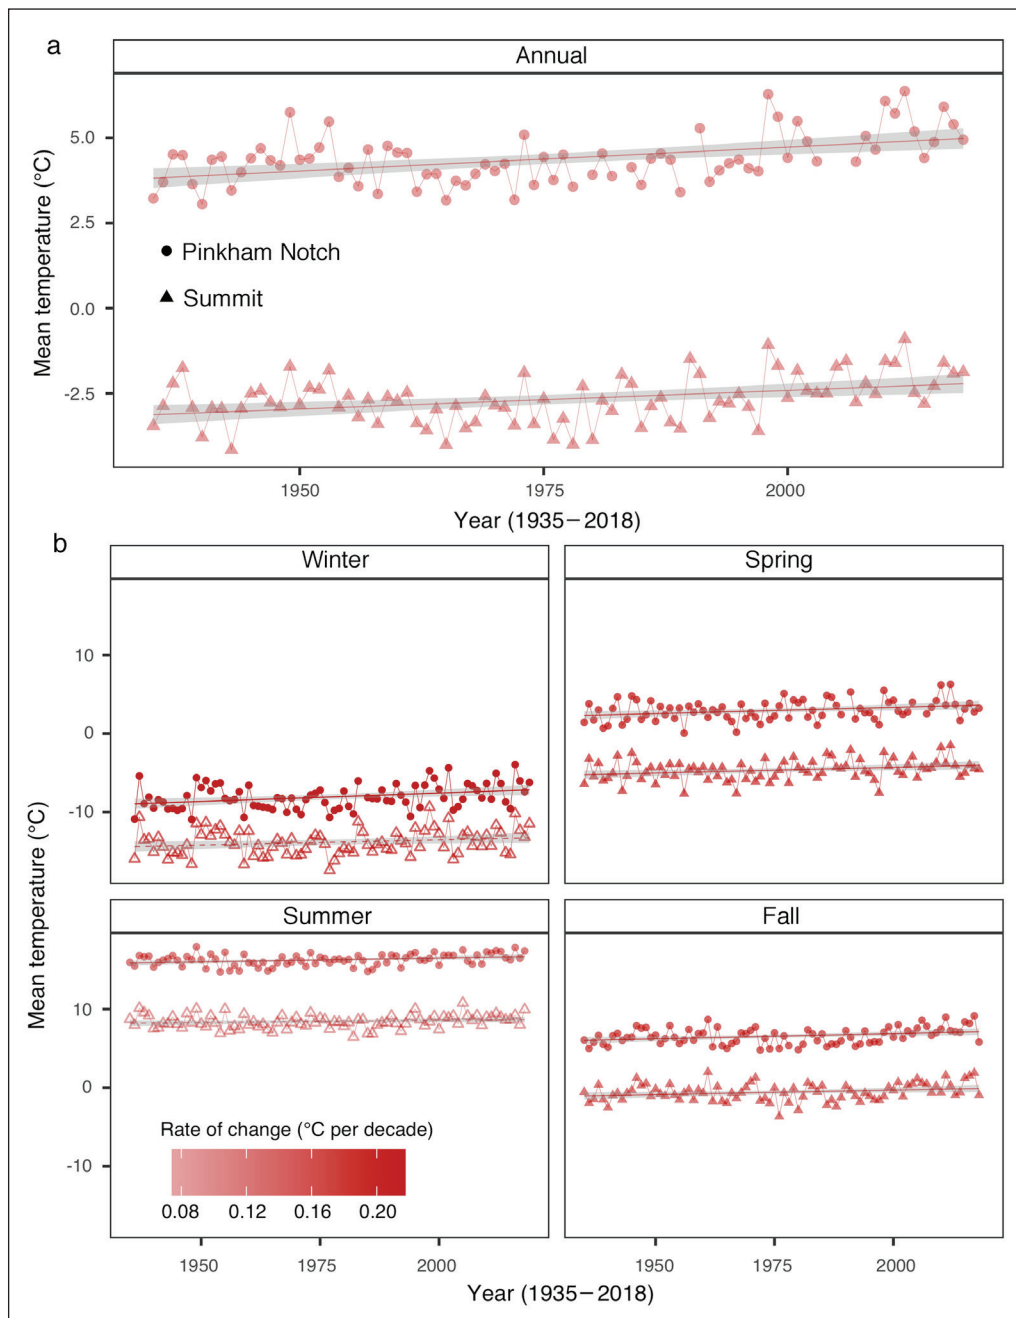 a
Annual
Mean temperature (°C)
5.0
2.5
0.0
-2.5
Pinkham Notch
Summit
1950 1975 2000
Year (1935−2018)
b
Winter Spring
Mean temperature (°C)
10
0
-10
Summer Fall
10
0
-10
Rate of change (°C per decade)
0.08 0.12 0.16 0.20
1950 1975 2000 1950 1975 2000
Year (1935−2018)